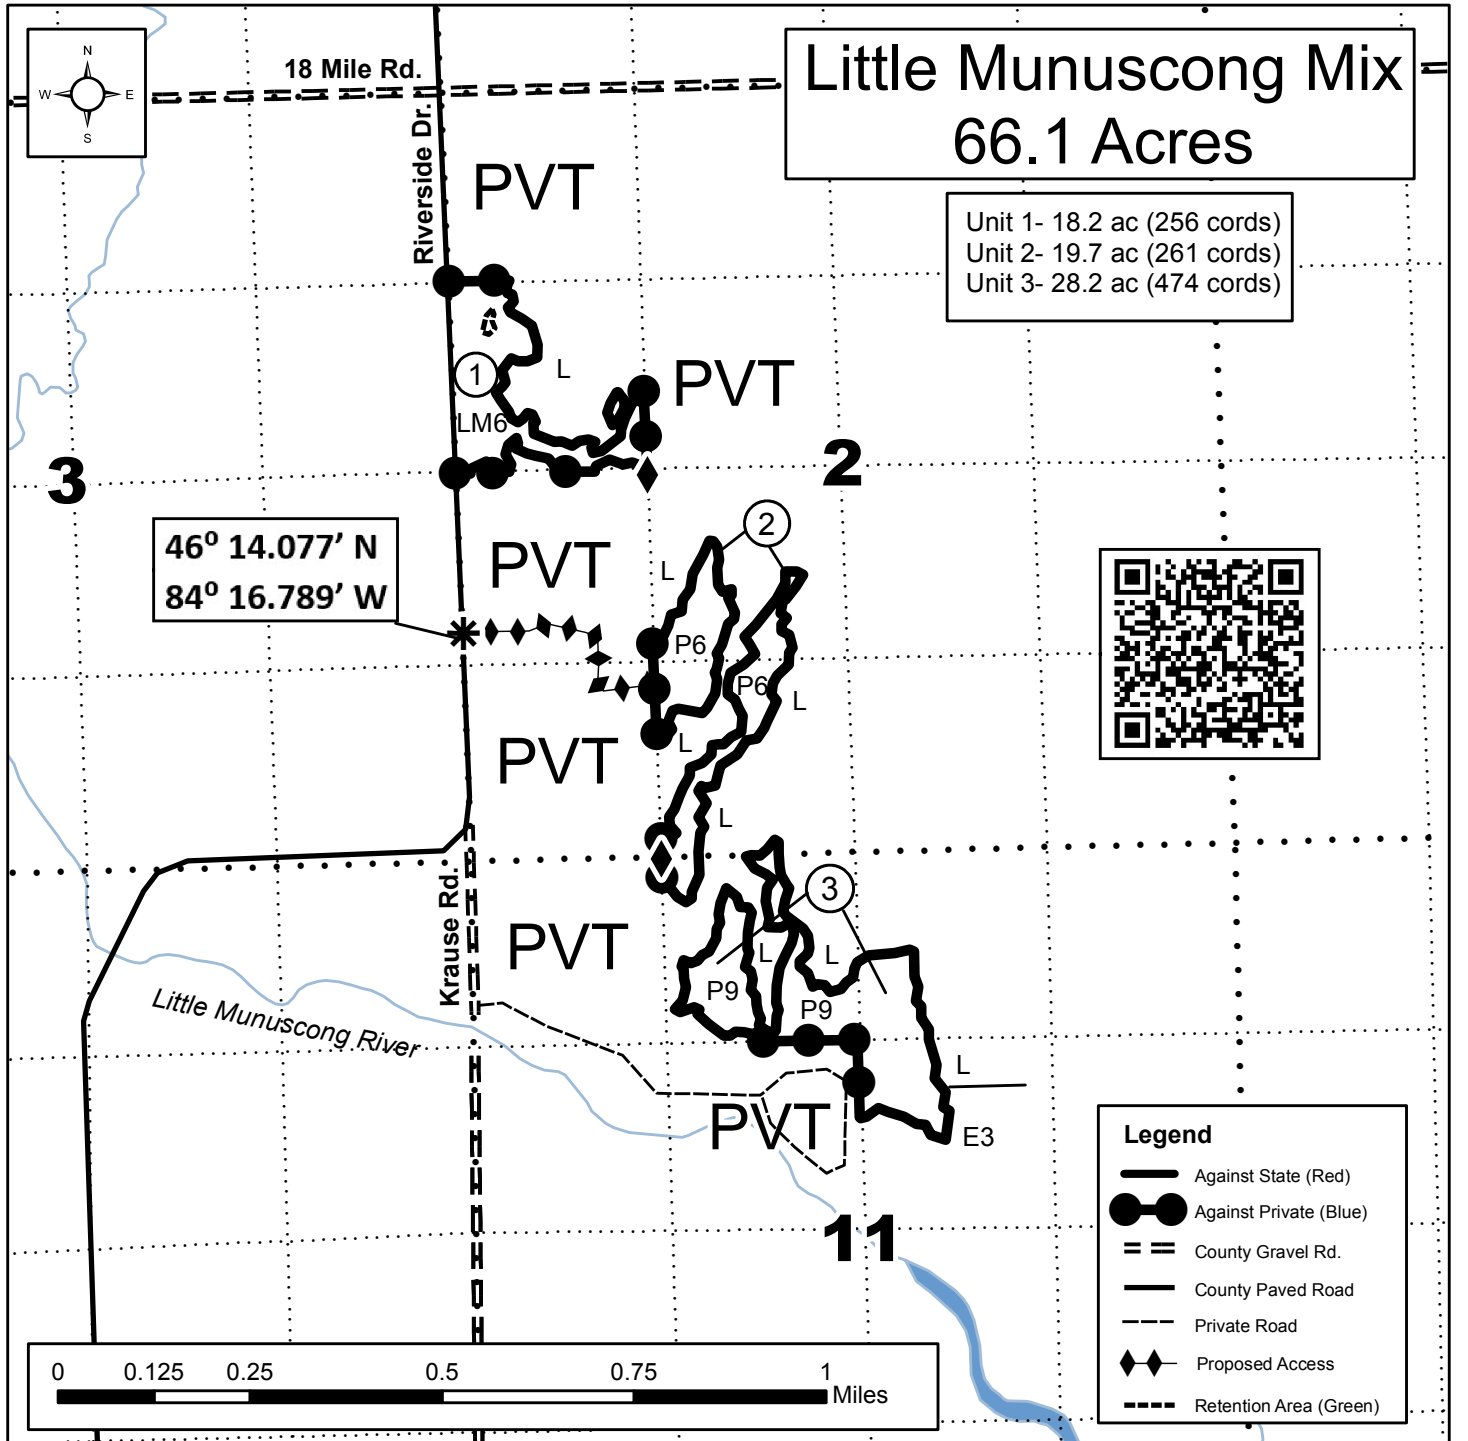 N
W E
S
18 Mile Rd.
Little Munuscong Mix
66.1 Acres
Riverside Dr.
PVT
Unit 1- 18.2 ac (256 cords)
Unit 2- 19.7 ac (261 cords)
Unit 3- 28.2 ac (474 cords)
1
L
PVT
LM6
3
2
2
46⁰ 14.077’ N
84⁰ 16.789’ W
PVT
L
P6
P6
L
L
PVT
L
3
Krause Rd.
PVT
L
L
P9
P9
Little Munuscong River
L
PVT
E3
11
Legend
Against State (Red)
Against Private (Blue)
County Gravel Rd.
County Paved Road
Private Road
Proposed Access
Retention Area (Green)
0 0.125 0.25 0.5 0.75 1
Miles